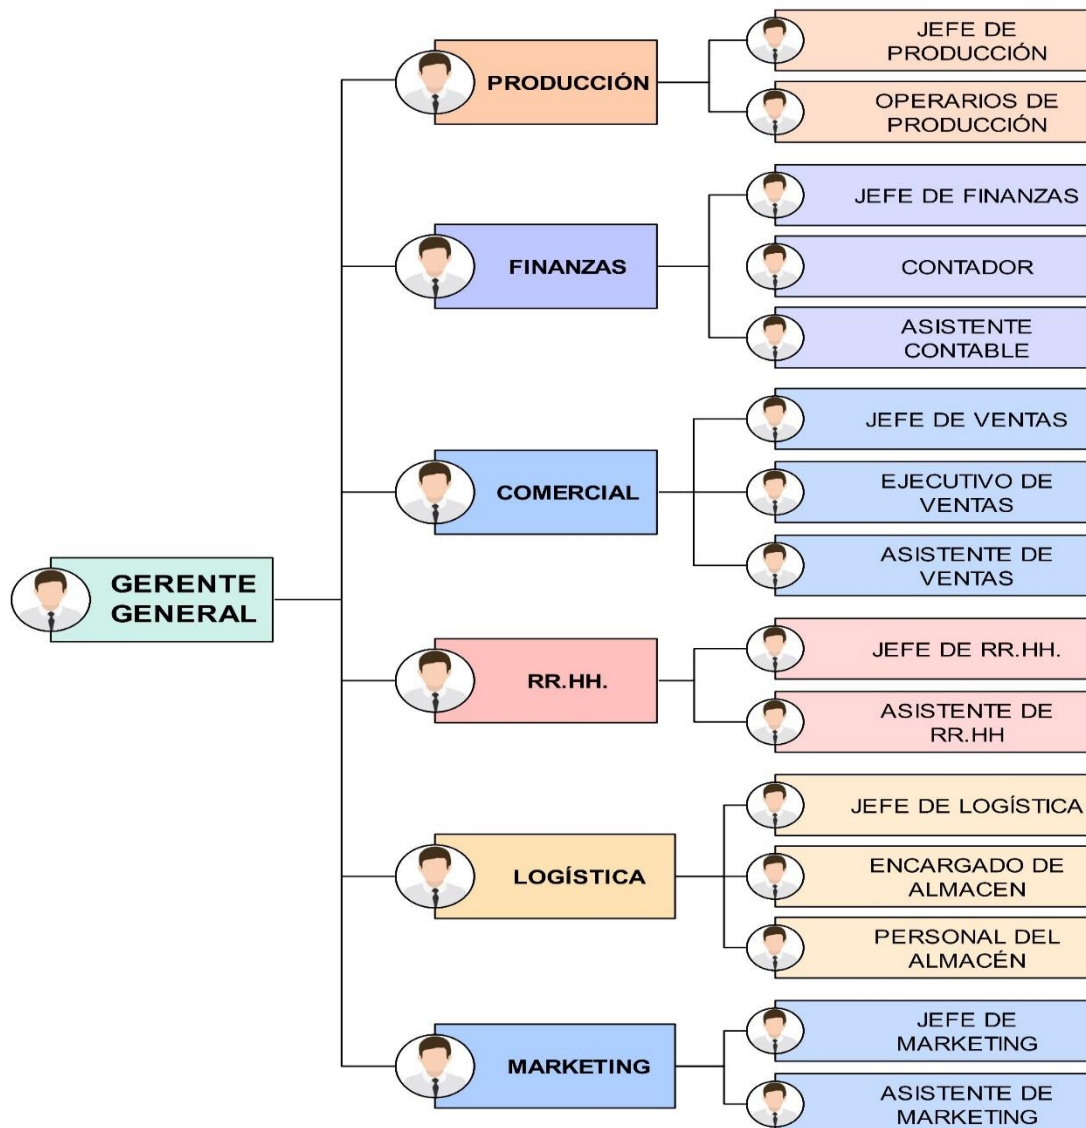 JEFE DE
PRODUCCIÓN
PRODUCCIÓN
OPERARIOS DE
PRODUCCIÓN
JEFE DE FINANZAS
FINANZAS
CONTADOR
ASISTENTE
CONTABLE
JEFE DE VENTAS
COMERCIAL
EJECUTIVO DE
VENTAS
ASISTENTE DE
VENTAS
GERENTE
GENERAL
JEFE DE RR.HH.
RR.HH.
ASISTENTE DE
RR.HH
JEFE DE LOGÍSTICA
LOGÍSTICA
ENCARGADO DE
ALMACEN
PERSONAL DEL
ALMACÉN
JEFE DE
MARKETING
MARKETING
ASISTENTE DE
MARKETING